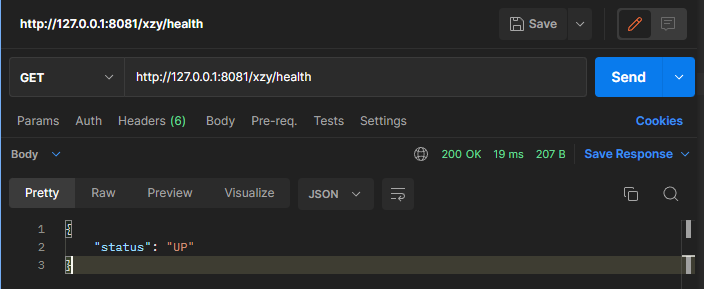 http://127.0.0.1:8081/xzy/health
Save
GET
http://127.0.0.1:8081/xzy/health
Send
Params Auth Headers (6) Body Pre-req. Tests Settings Cookies
Body 200 OK 19 ms 207 B Save Response
Pretty Raw Preview Visualize JSON
1 {
2 "status": "UP"
3 }